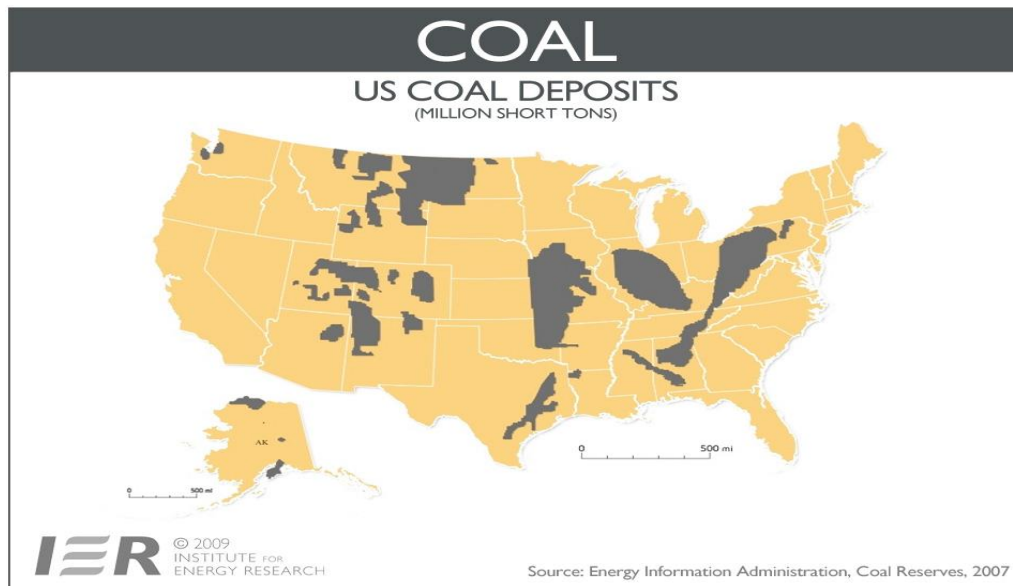 COAL
US COAL DEPOSITS
(MILLION SHORT TONS)
AK
0 500 mi
0 500 mi
IER
© 2009
INSTITUTE FOR
ENERGY RESEARCH
Source: Energy Information Administration, Coal Reserves, 2007